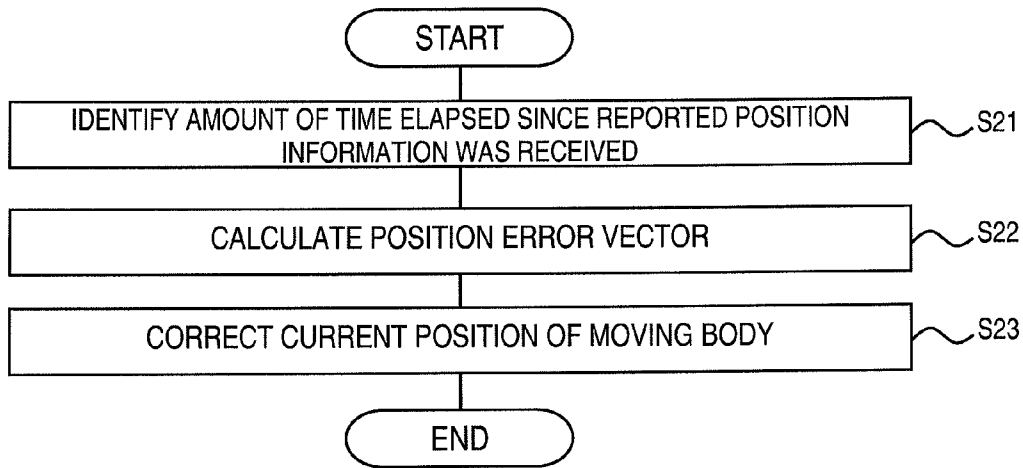 START
IDENTIFY AMOUNT OF TIME ELAPSED SINCE REPORTED POSITION
INFORMATION WAS RECEIVED
S21
CALCULATE POSITION ERROR VECTOR
S22
CORRECT CURRENT POSITION OF MOVING BODY
S23
END